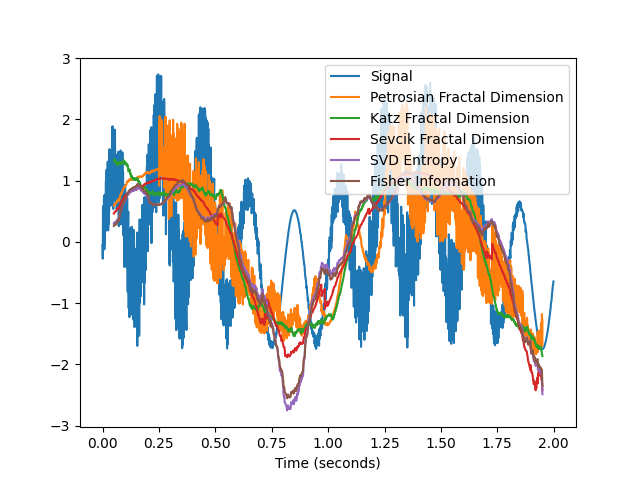 3
2
1
0
−1
−2
−3
Signal
Petrosian Fractal Dimension
Katz Fractal Dimension
Sevcik Fractal Dimension
SVD Entropy
Fisher Information
0.00 0.25 0.50 0.75 1.00 1.25 1.50 1.75 2.00
Time (seconds)